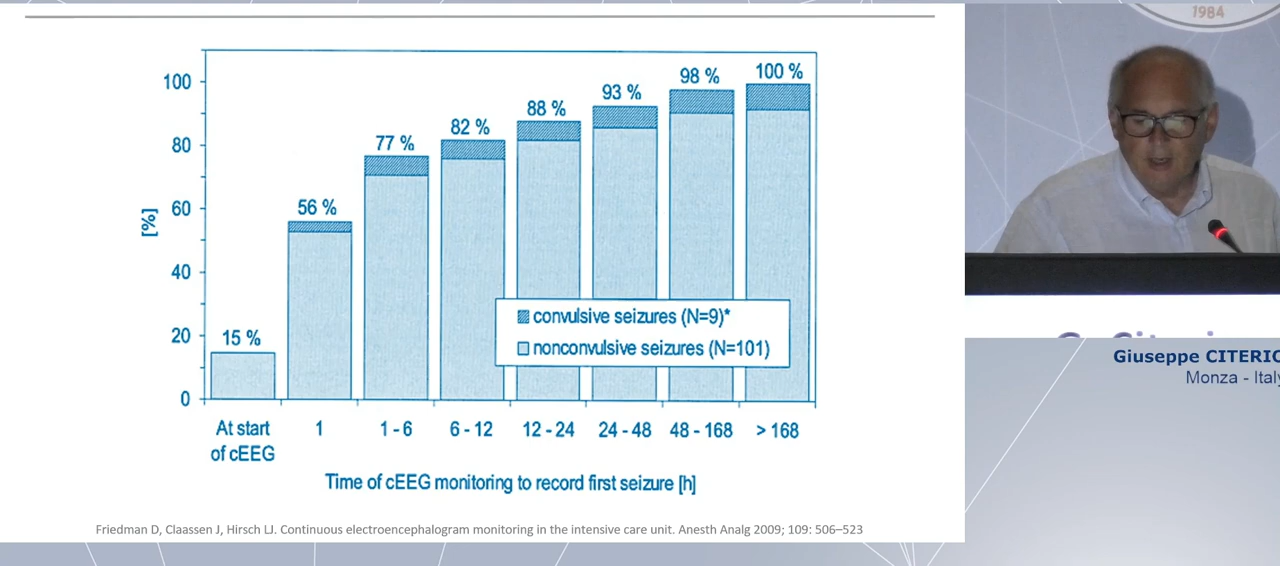 [%]
100
80
60
40
20
0
15 %
56 %
77 %
82 %
88 %
93 %
98 %
100 %
convulsive seizures (N=9)*
nonconvulsive seizures (N=101)
At start of cEEG
1
1 - 6
6 - 12
12 - 24
24 - 48
48 - 168
> 168
Time of cEEG monitoring to record first seizure [h]
Friedman D, Claassen J, Hirsch LJ. Continuous electroencephalogram monitoring in the intensive care unit. Anesth Analg 2009; 109: 506–523
1984
Giuseppe CITERIO
Monza - Italy